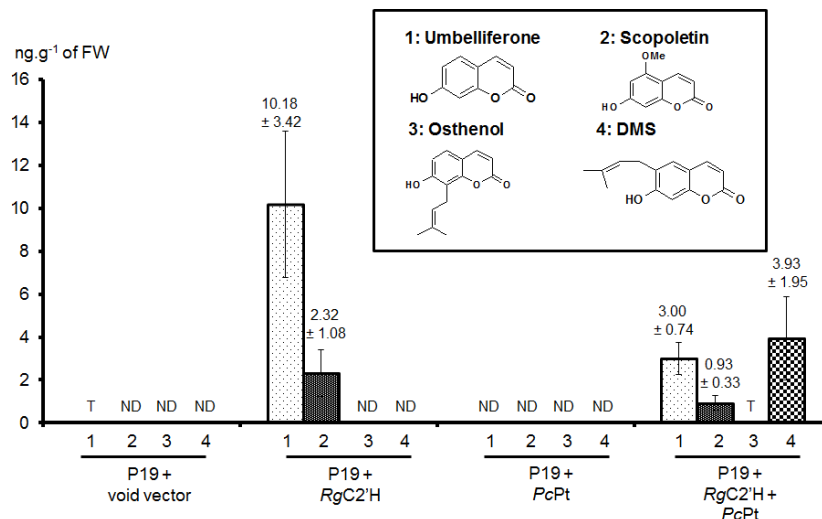 ng.g⁻¹ of FW
16
14
12
10
8
6
4
2
0
1: Umbelliferone
2: Scopoletin
HO O O
OMe
HO O O
3: Osthenol
4: DMS
HO O O
HO O O
10.18
± 3.42
2.32
± 1.08
3.00
± 0.74
0.93
± 0.33
3.93
± 1.95
T ND ND ND
ND ND
ND ND ND ND
T
1 2 3 4
1 2 3 4
1 2 3 4
1 2 3 4
P19 +
void vector
P19 +
RgC2'H
P19 +
PcPt
P19 +
RgC2'H +
PcPt